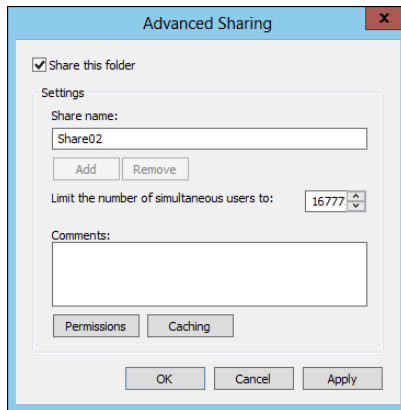 Advanced Sharing
x
Share this folder
Settings
Share name:
Share02
Add Remove
Limit the number of simultaneous users to: 16777
Comments:
Permissions Caching
OK Cancel Apply